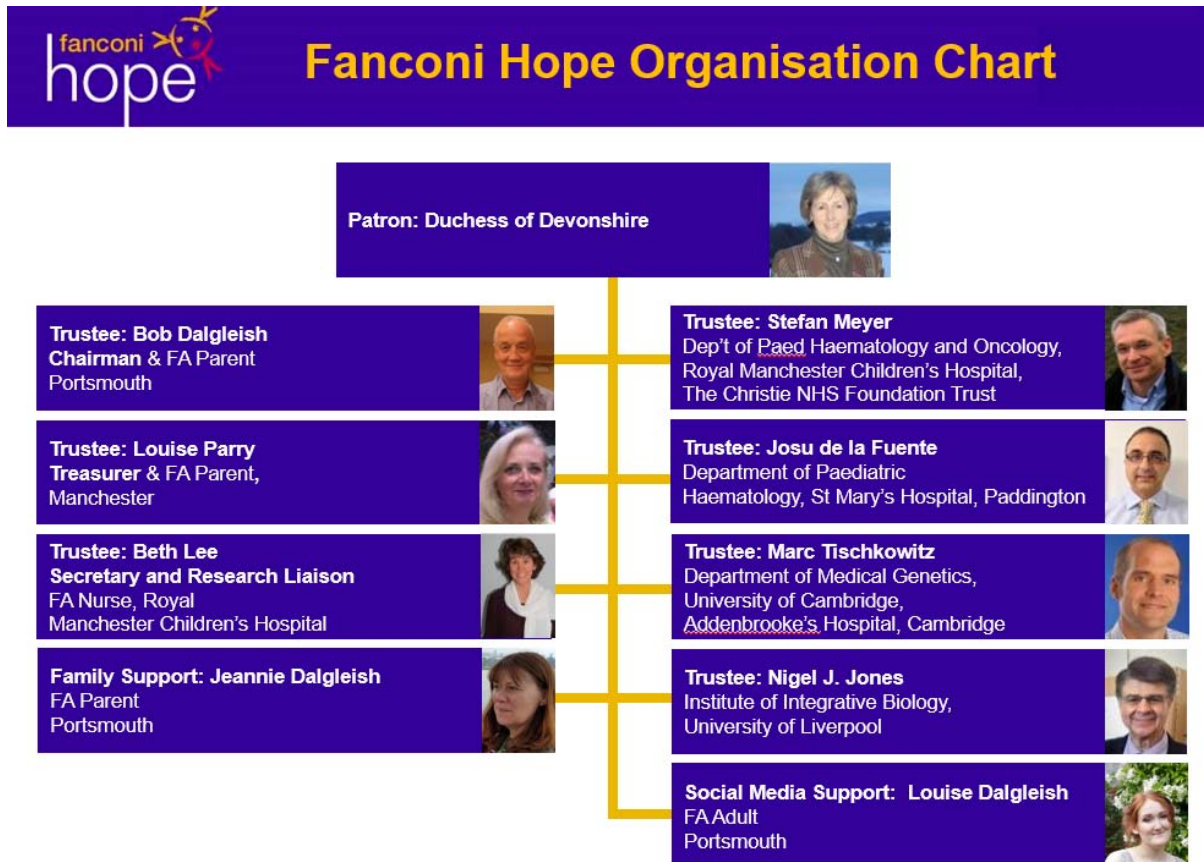 fanconi
hope
Fanconi Hope Organisation Chart
Patron: Duchess of Devonshire
Trustee: Bob Dalgleish
Chairman & FA Parent
Portsmouth
Trustee: Louise Parry
Treasurer & FA Parent,
Manchester
Trustee: Beth Lee
Secretary and Research Liaison
FA Nurse, Royal
Manchester Children's Hospital
Family Support: Jeannie Dalgleish
FA Parent
Portsmouth
Trustee: Stefan Meyer
Dep't of Paed Haematology and Oncology,
Royal Manchester Children's Hospital,
The Christie NHS Foundation Trust
Trustee: Josu de la Fuente
Department of Paediatric
Haematology, St Mary's Hospital, Paddington
Trustee: Marc Tischkowitz
Department of Medical Genetics,
University of Cambridge,
Addenbrooke's Hospital, Cambridge
Trustee: Nigel J. Jones
Institute of Integrative Biology,
University of Liverpool
Social Media Support:  Louise Dalgleish
FA Adult
Portsmouth